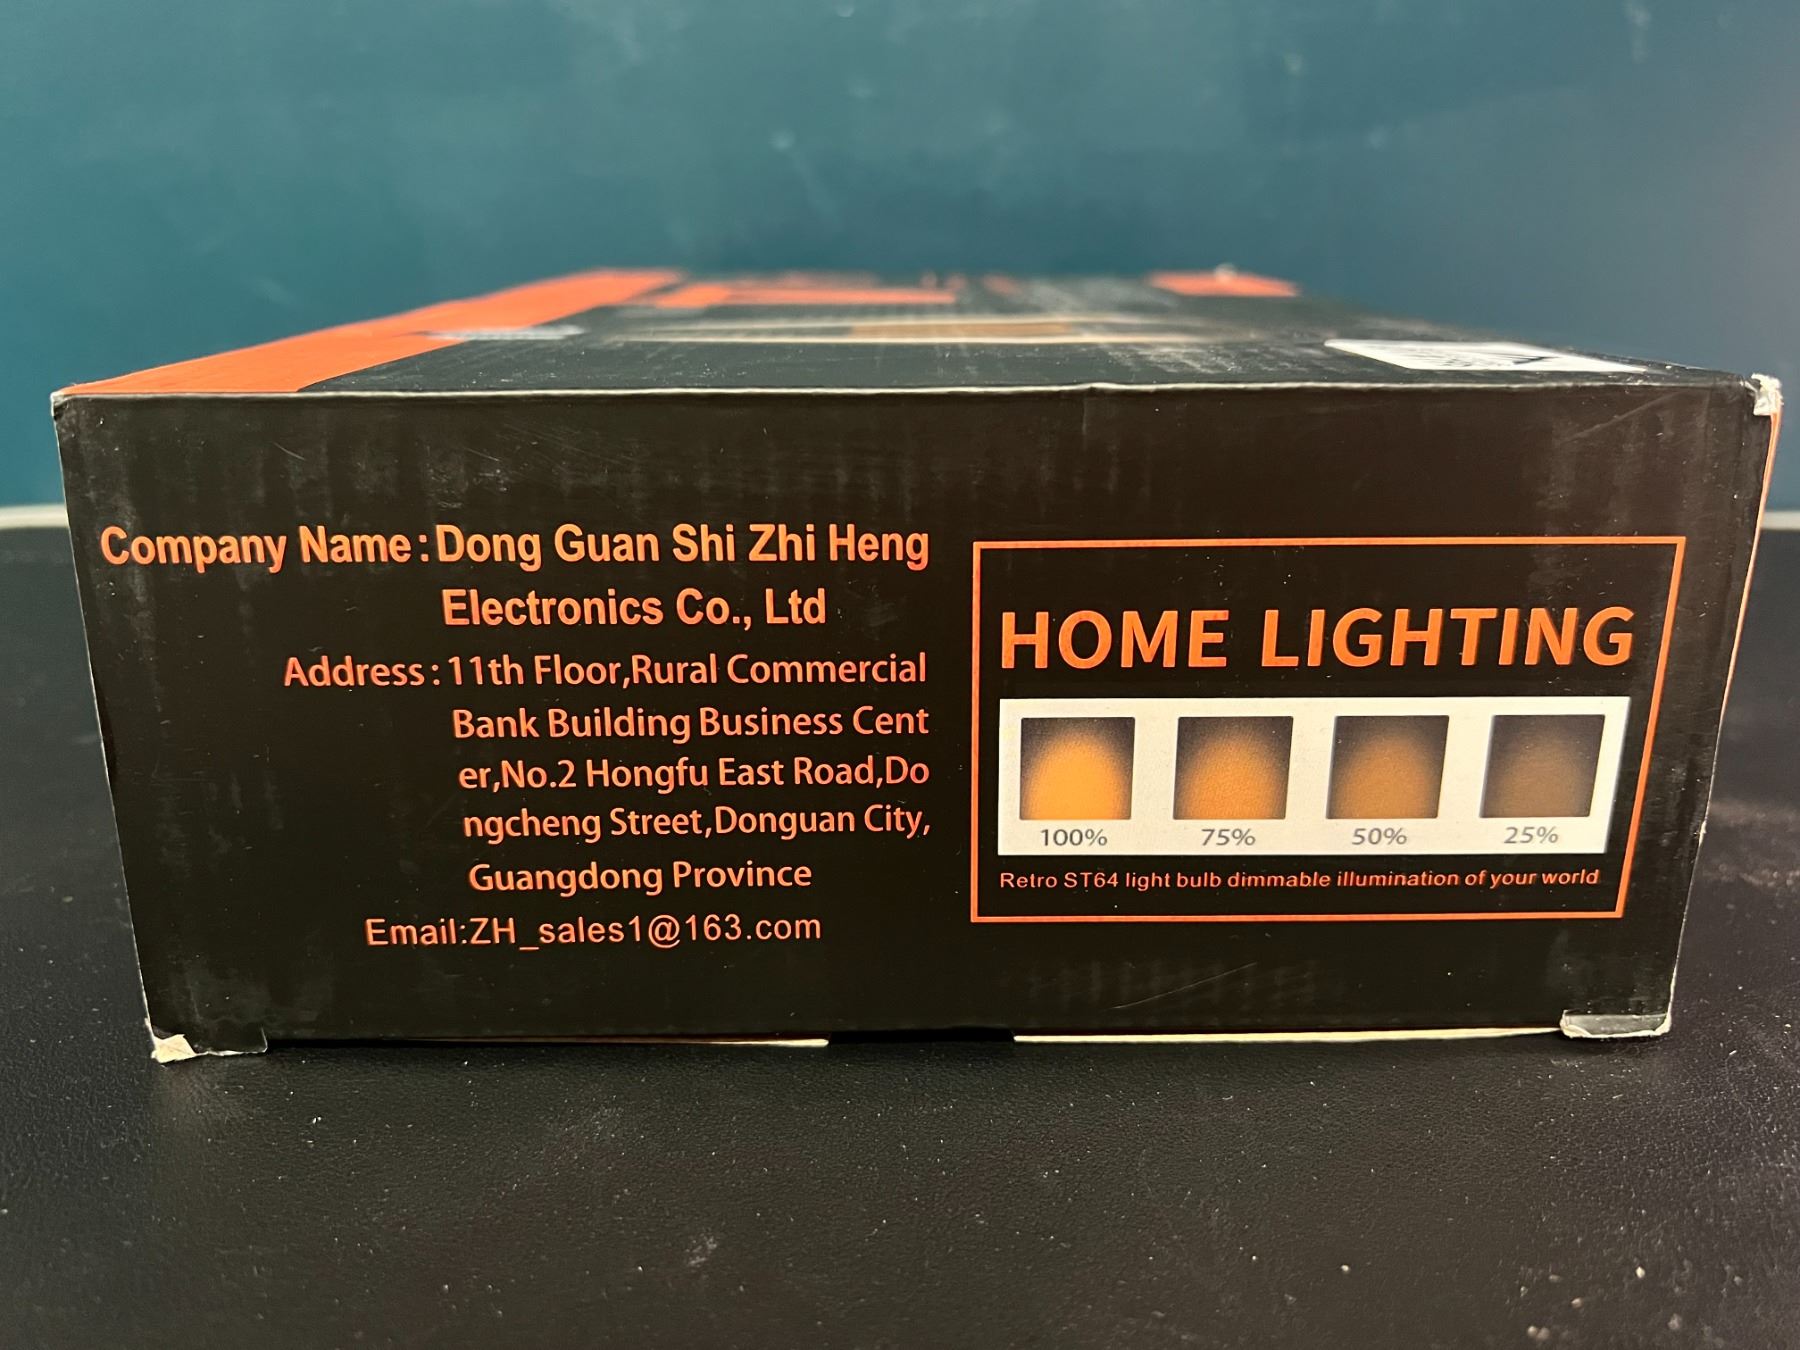 Company Name:Dong Guan Shi Zhi Heng
Electronics Co., Ltd
Address:11th Floor,Rural Commercial
Bank Building Business Cent
er,No.2 Hongfu East Road,Do
ngcheng Street,Donguan City,
Guangdong Province
Email:ZH_sales1@163.com
HOME LIGHTING
100% 75% 50% 25%
Retro ST64 light bulb dimmable illumination of your world